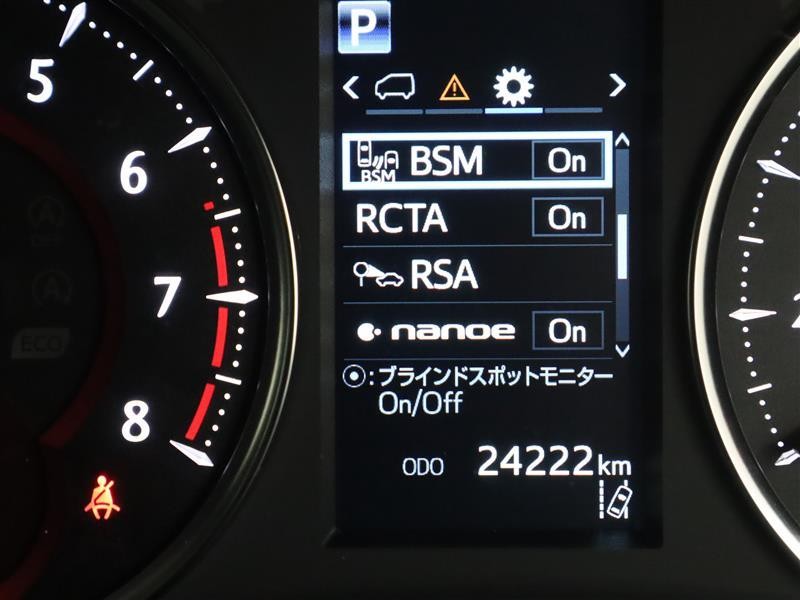 P
5
6
7
8
BSM BSM On
RCTA On
RSA
nanoe On
⦿:ブラインドスポットモニター
On/Off
ODO 24222km
ECO